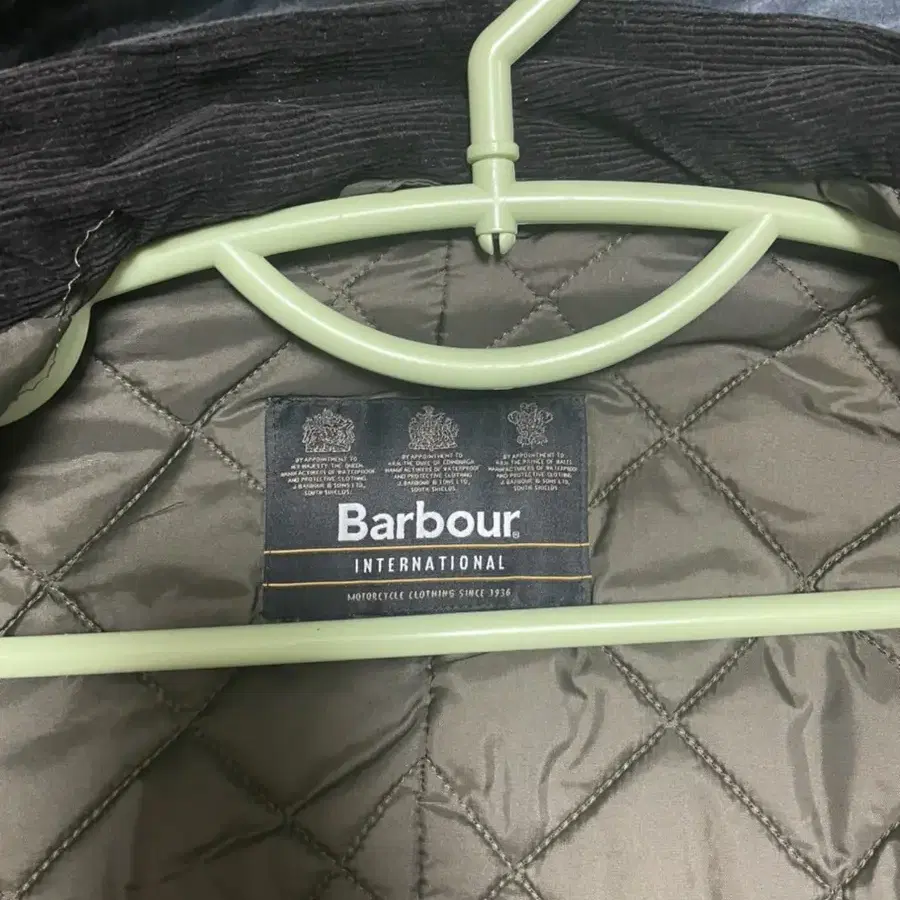 BY APPOINTMENT TO
HER MAJESTY THE QUEEN
MANUFACTURERS OF WATERPROOF
AND PROTECTIVE CLOTHING
J. BARBOUR & SONS LTD.
SOUTH SHIELDS.
BY APPOINTMENT TO
H.R.H. THE DUKE OF EDINBURGH
MANUFACTURERS OF WATERPROOF
AND PROTECTIVE CLOTHING
J. BARBOUR & SONS LTD.
SOUTH SHIELDS.
BY APPOINTMENT TO
H.R.H. THE PRINCE OF WALES
MANUFACTURERS OF WATERPROOF
AND PROTECTIVE CLOTHING
J. BARBOUR & SONS LTD.
SOUTH SHIELDS.
Barbour®
INTERNATIONAL
MOTORCYCLE CLOTHING SINCE 1936